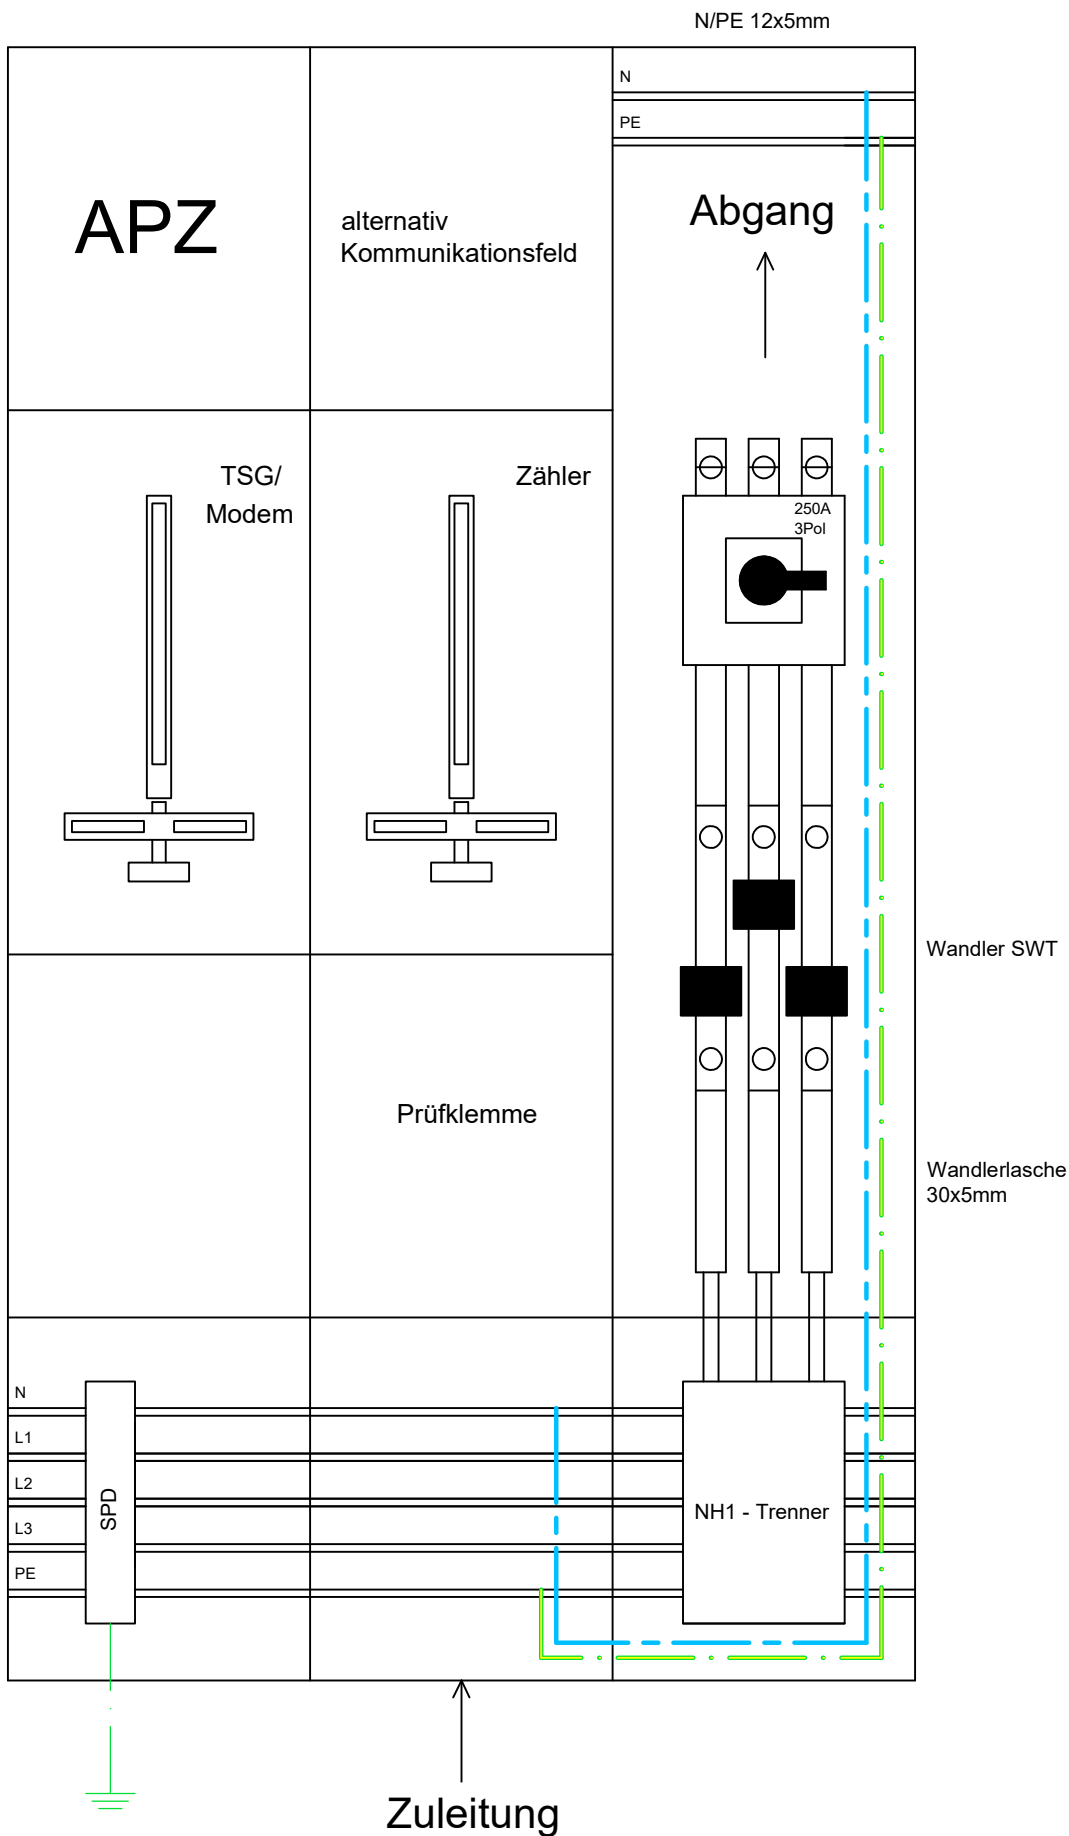 N/PE 12x5mm
N
PE
APZ
alternativ
Kommunikationsfeld
Abgang
TSG/
Modem
Zähler
250A
3Pol
Wandler SWT
Prüfklemme
Wandlerlasche
30x5mm
N
L1
L2
L3
PE
SPD
NH1 - Trenner
Zuleitung